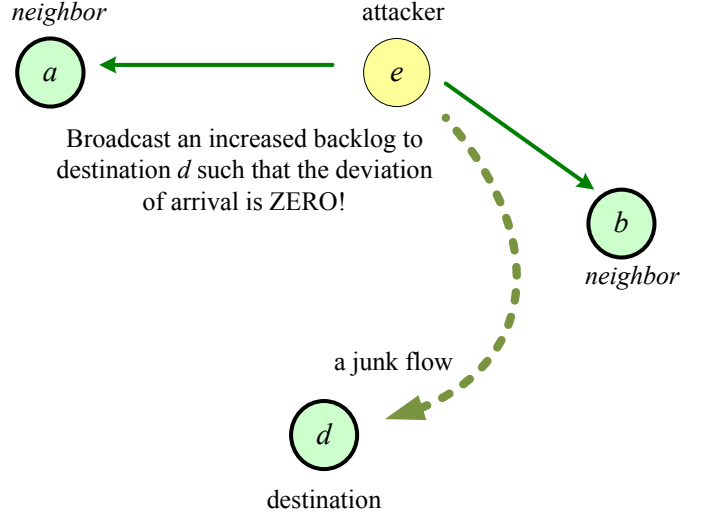 neighbor
attacker
a
e
Broadcast an increased backlog to
destination d such that the deviation
of arrival is ZERO!
b
neighbor
a junk flow
d
destination